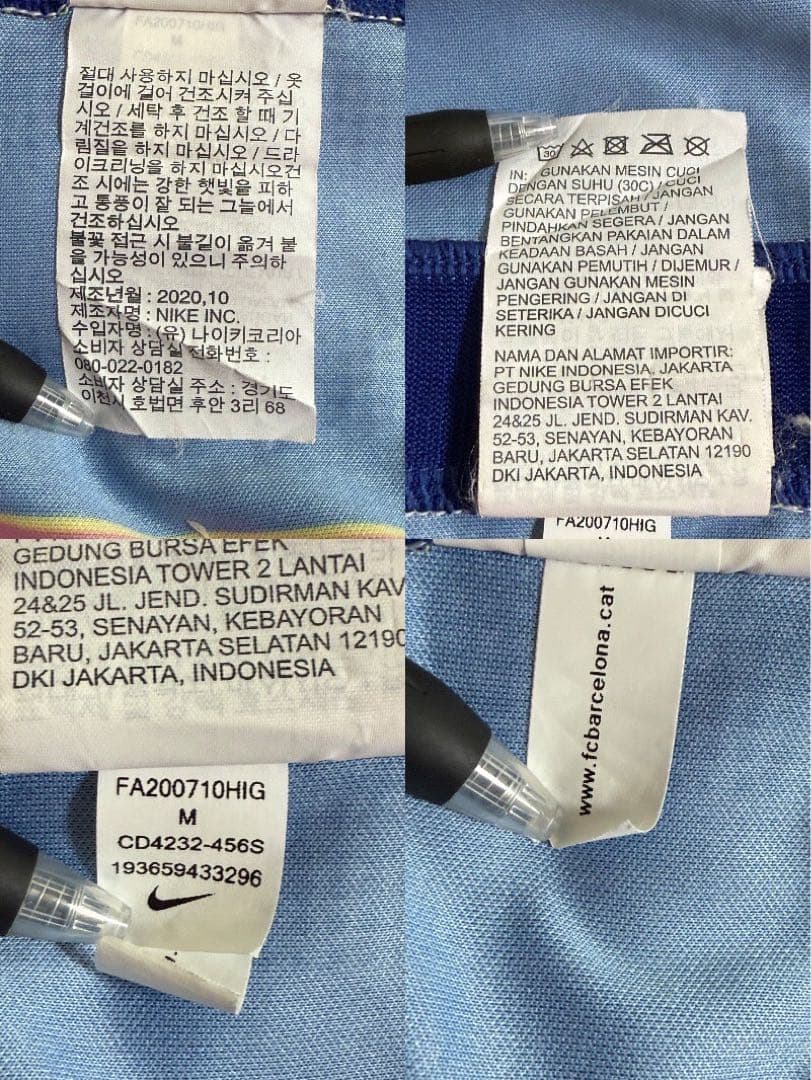 FA200710HIG
M
절대 사용하지 마십시오 / 옷
걸이에 걸어 건조시켜 주십
시오 / 세탁 후 건조 할 때 기
계건조를 하지 마십시오 / 다
림질을 하지 마십시오 / 드라
이크리닝을 하지 마십시오건
조 시에는 강한 햇빛을 피하
고 통풍이 잘 되는 그늘에서
건조하십시오
불꽃 접근 시 불길이 옮겨 붙
을 가능성이 있으니 주의하
십시오
제조년월 : 2020,10
제조자명 : NIKE INC.
수입자명 : (유) 나이키코리아
소비자 상담실 전화번호 :
080-022-0182
소비자 상담실 주소 : 경기도
이천시 호법면 후안 3리 68
30
IN: GUNAKAN MESIN CUCI
DENGAN SUHU (30C) / CUCI
SECARA TERPISAH / JANGAN
GUNAKAN PELEMBUT /
PINDAHKAN SEGERA / JANGAN
BENTANGKAN PAKAIAN DALAM
KEADAAN BASAH / JANGAN
GUNAKAN PEMUTIH / DIJEMUR /
JANGAN GUNAKAN MESIN
PENGERING / JANGAN DI
SETERIKA / JANGAN DICUCI
KERING
NAMA DAN ALAMAT IMPORTIR:
PT NIKE INDONESIA, JAKARTA
GEDUNG BURSA EFEK
INDONESIA TOWER 2 LANTAI
24&25 JL. JEND. SUDIRMAN KAV.
52-53, SENAYAN, KEBAYORAN
BARU, JAKARTA SELATAN 12190
DKI JAKARTA, INDONESIA
FA200710HIG
GEDUNG BURSA EFEK
INDONESIA TOWER 2 LANTAI
24&25 JL. JEND. SUDIRMAN KAV
52-53, SENAYAN, KEBAYORAN
BARU, JAKARTA SELATAN 12190
DKI JAKARTA, INDONESIA
FA200710HIG
M
CD4232-456S
193659433296
www.fcbarcelona.cat